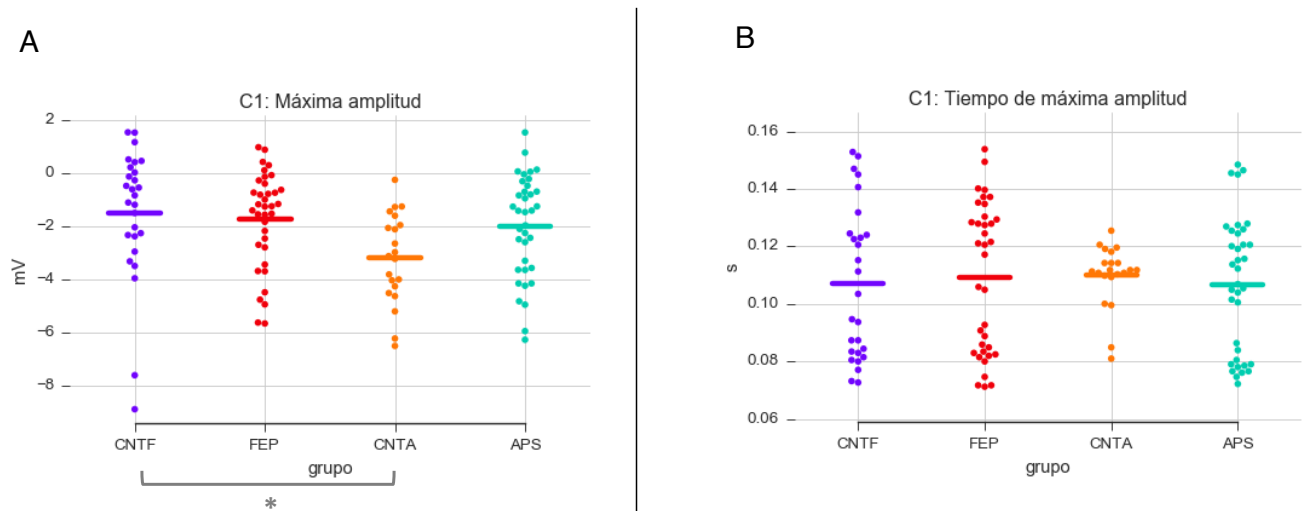 A
C1: Máxima amplitud
2
0
−2
−4
−6
−8
mV
CNTF FEP CNTA APS
grupo
*
B
C1: Tiempo de máxima amplitud
0.16
0.14
0.12
0.10
0.08
0.06
s
CNTF FEP CNTA APS
grupo